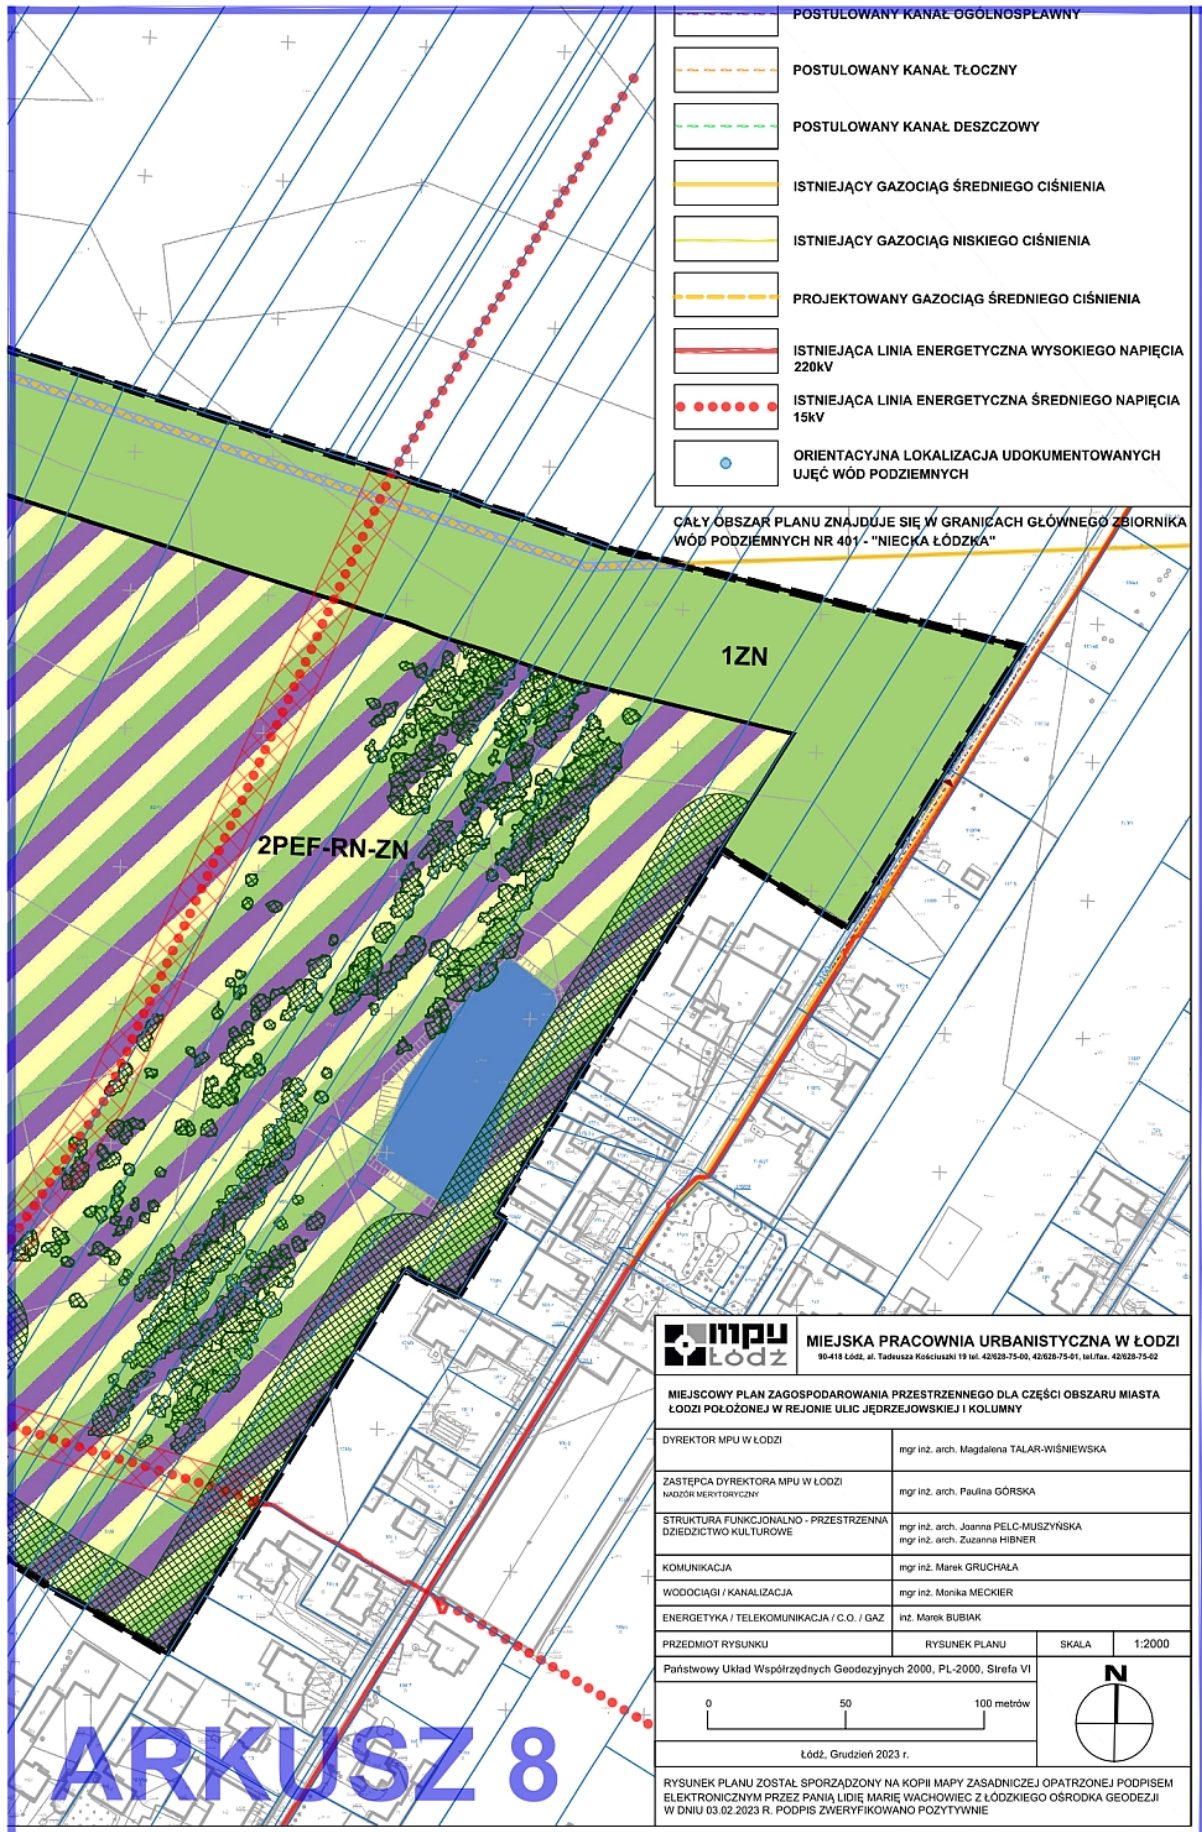 POSTULOWANY KANAŁ OGÓLNOSPŁAWNY
POSTULOWANY KANAŁ TŁOCZNY
POSTULOWANY KANAŁ DESZCZOWY
ISTNIEJĄCY GAZOCIĄG ŚREDNIEGO CIŚNIENIA
ISTNIEJĄCY GAZOCIĄG NISKIEGO CIŚNIENIA
PROJEKTOWANY GAZOCIĄG ŚREDNIEGO CIŚNIENIA
ISTNIEJĄCA LINIA ENERGETYCZNA WYSOKIEGO NAPIĘCIA
220kV
ISTNIEJĄCA LINIA ENERGETYCZNA ŚREDNIEGO NAPIĘCIA
15kV
ORIENTACYJNA LOKALIZACJA UDOKUMENTOWANYCH
UJĘĆ WÓD PODZIEMNYCH
CAŁY OBSZAR PLANU ZNAJDUJE SIĘ W GRANICACH GŁÓWNEGO ZBIORNIKA
WÓD PODZIEMNYCH NR 401 - "NIECKA ŁÓDZKA"
1ZN
2PEF-RN-ZN
mpu
Łódź
MIEJSKA PRACOWNIA URBANISTYCZNA W ŁODZI
90-418 Łódź, al. Tadeusza Kościuszki 19 tel. 42/628-75-00, 42/628-75-01, tel./fax. 42/628-75-02
MIEJSCOWY PLAN ZAGOSPODAROWANIA PRZESTRZENNEGO DLA CZĘŚCI OBSZARU MIASTA
ŁODZI POŁOŻONEJ W REJONIE ULIC JĘDRZEJOWSKIEJ I KOLUMNY
DYREKTOR MPU W ŁODZI
mgr inż. arch. Magdalena TALAR-WIŚNIEWSKA
ZASTĘPCA DYREKTORA MPU W ŁODZI
NADZÓR MERYTORYCZNY
mgr inż. arch. Paulina GÓRSKA
STRUKTURA FUNKCJONALNO - PRZESTRZENNA
DZIEDZICTWO KULTUROWE
mgr inż. arch. Joanna PELC-MUSZYŃSKA
mgr inż. arch. Zuzanna HIBNER
KOMUNIKACJA
mgr inż. Marek GRUCHAŁA
WODOCIĄGI / KANALIZACJA
mgr inż. Monika MECKIER
ENERGETYKA / TELEKOMUNIKACJA / C.O. / GAZ
inż. Marek BUBIAK
PRZEDMIOT RYSUNKU
RYSUNEK PLANU
SKALA
1:2000
Państwowy Układ Współrzędnych Geodezyjnych 2000, PL-2000, Strefa VI
N
0 50 100 metrów
Łódź, Grudzień 2023 r.
RYSUNEK PLANU ZOSTAŁ SPORZĄDZONY NA KOPII MAPY ZASADNICZEJ OPATRZONEJ PODPISEM
ELEKTRONICZNYM PRZEZ PANIĄ LIDIĘ MARIĘ WACHOWIEC Z ŁÓDZKIEGO OŚRODKA GEODEZJI
W DNIU 03.02.2023 R. PODPIS ZWERYFIKOWANO POZYTYWNIE
ARKUSZ 8